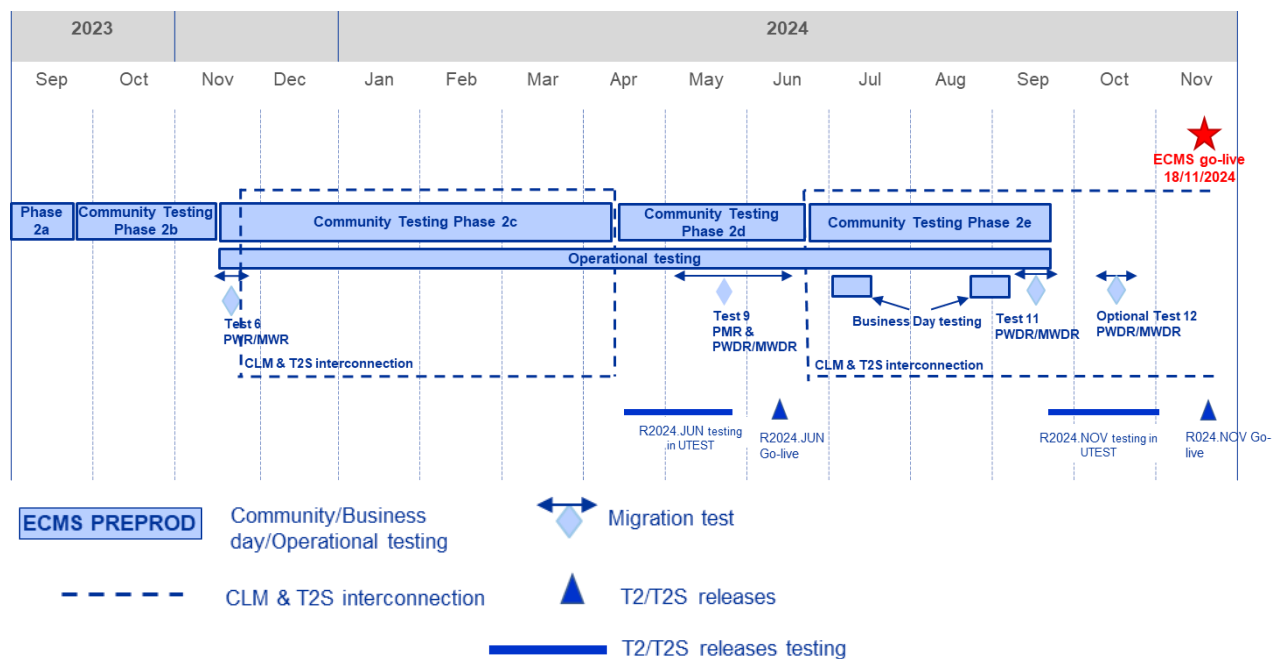 2023
2024
Sep
Oct
Nov
Dec
Jan
Feb
Mar
Apr
May
Jun
Jul
Aug
Sep
Oct
Nov
ECMS go-live
18/11/2024
Phase
2a
Community Testing
Phase 2b
Community Testing Phase 2c
Community Testing
Phase 2d
Community Testing Phase 2e
Operational testing
Test 6
PWR/MWR
Test 9
PMR &
PWDR/MWDR
Business Day testing
Test 11
PWDR/MWDR
Optional Test 12
PWDR/MWDR
CLM & T2S interconnection
CLM & T2S interconnection
R2024.JUN testing
in UTEST
R2024.JUN
Go-live
R2024.NOV testing in
UTEST
R024.NOV Go-
live
ECMS PREPROD
Community/Business
day/Operational testing
Migration test
CLM & T2S interconnection
T2/T2S releases
T2/T2S releases testing